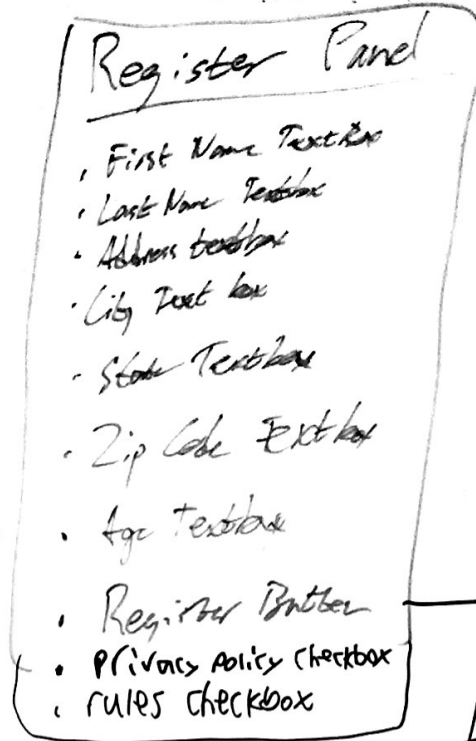 Register Panel
First Name TextBox
Last Name Textbox
Address textbox
City Text box
State Textbox
Zip Code Textbox
Age Textbox
Register Button
Privacy Policy Checkbox
rules checkbox